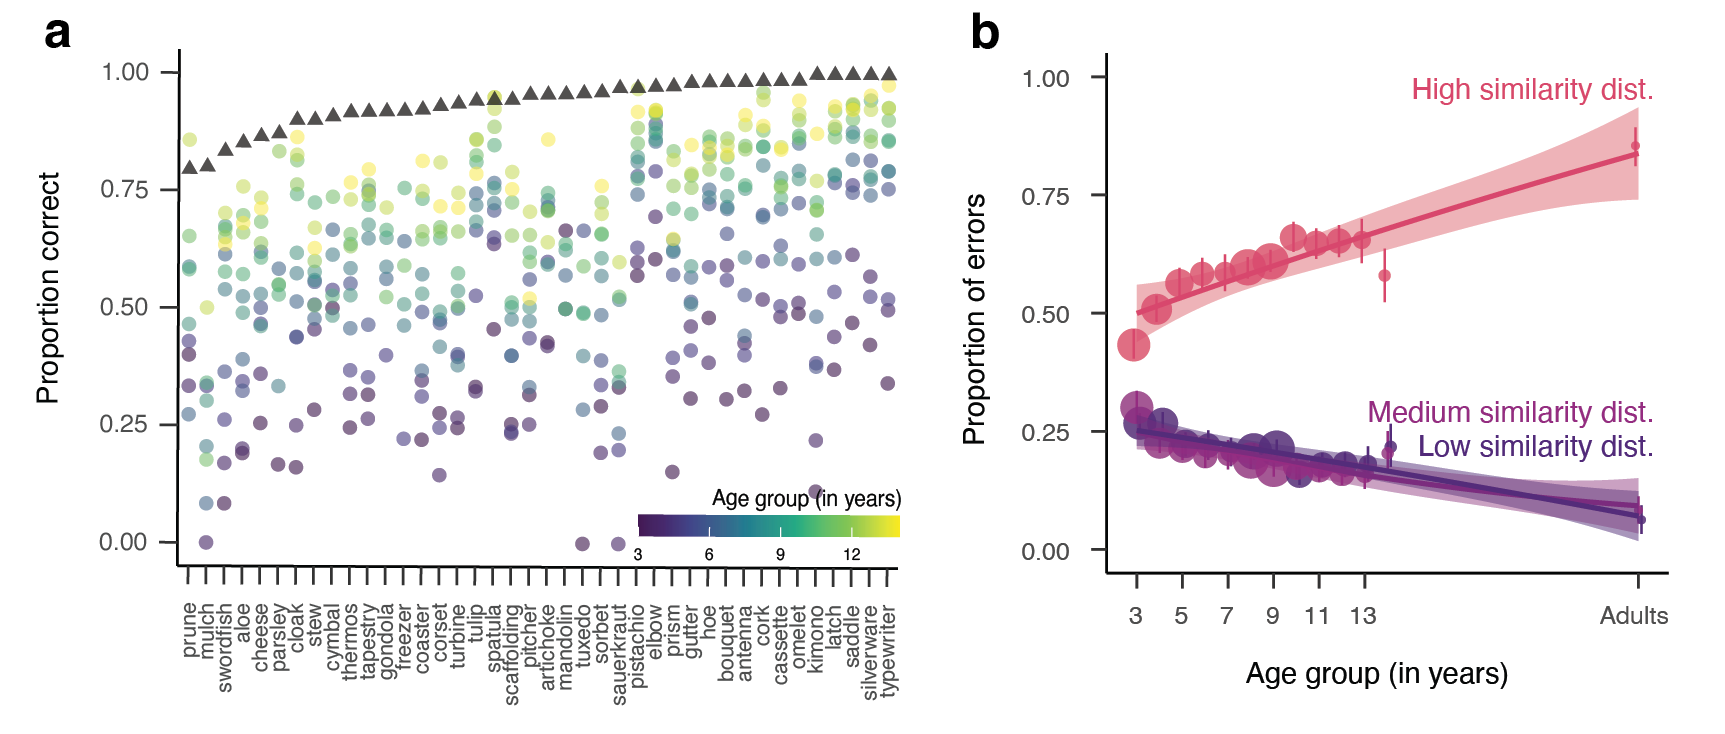 a
Proportion correct
1.00
0.75
0.50
0.25
0.00
Age group (in years)
3 6 9 12
prune
mulch
swordfish
aloe
cheese
parsley
cloak
stew
cymbal
thermos
tapestry
gondola
freezer
coaster
corset
turbine
tulip
spatula
scaffolding
pitcher
artichoke
mandolin
tuxedo
sorbet
sauerkraut
pistachio
elbow
prism
gutter
hoe
bouquet
antenna
cork
cassette
omelet
kimono
latch
saddle
silverware
typewriter
b
Proportion of errors
1.00
0.75
0.50
0.25
0.00
High similarity dist.
Medium similarity dist.
Low similarity dist.
3 5 7 9 11 13 Adults
Age group (in years)